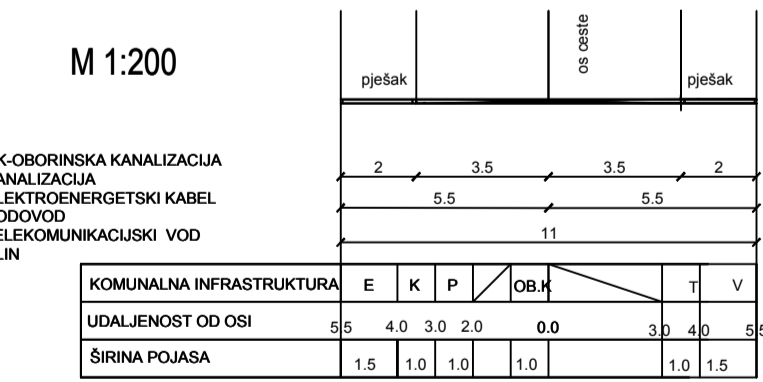 M 1:200
os ceste
pješak
pješak
K-OBORINSKA KANALIZACIJA
ANALIZACIJA
LEKTROENERGETSKI KABEL
ODOVOD
ELEKOMUNIKACIJSKI VOD
LIN
2 3.5 3.5 2
5.5 5.5
11
KOMUNALNA INFRASTRUKTURA E K P OB.K T V
UDALJENOST OD OSI 5.5 4.0 3.0 2.0 0.0 3.0 4.0 5.5
ŠIRINA POJASA 1.5 1.0 1.0 1.0 1.0 1.5